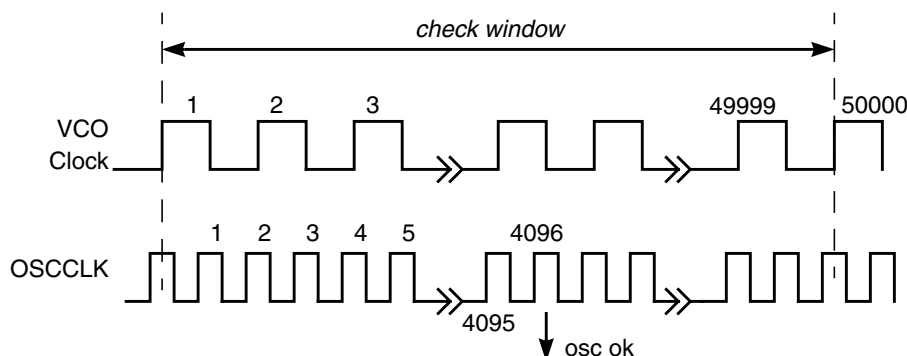 check window
1 2 3 49999 50000
VCO
Clock
1 2 3 4 5 4096
OSCCLK
4095
osc ok